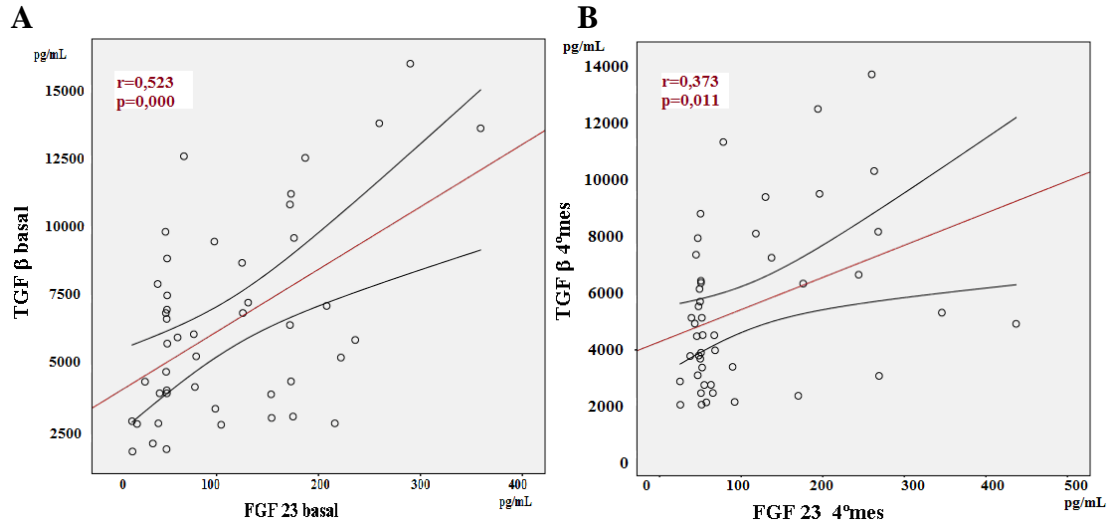 A
pg/mL
r=0,523
p=0,000
15000
12500
10000
7500
5000
2500
TGF β basal
0 100 200 300 400
pg/mL
FGF 23 basal
B
pg/mL
r=0,373
p=0,011
14000
12000
10000
8000
6000
4000
2000
0
TGF β 4ºmes
0 100 200 300 400 500
pg/mL
FGF 23 4ºmes